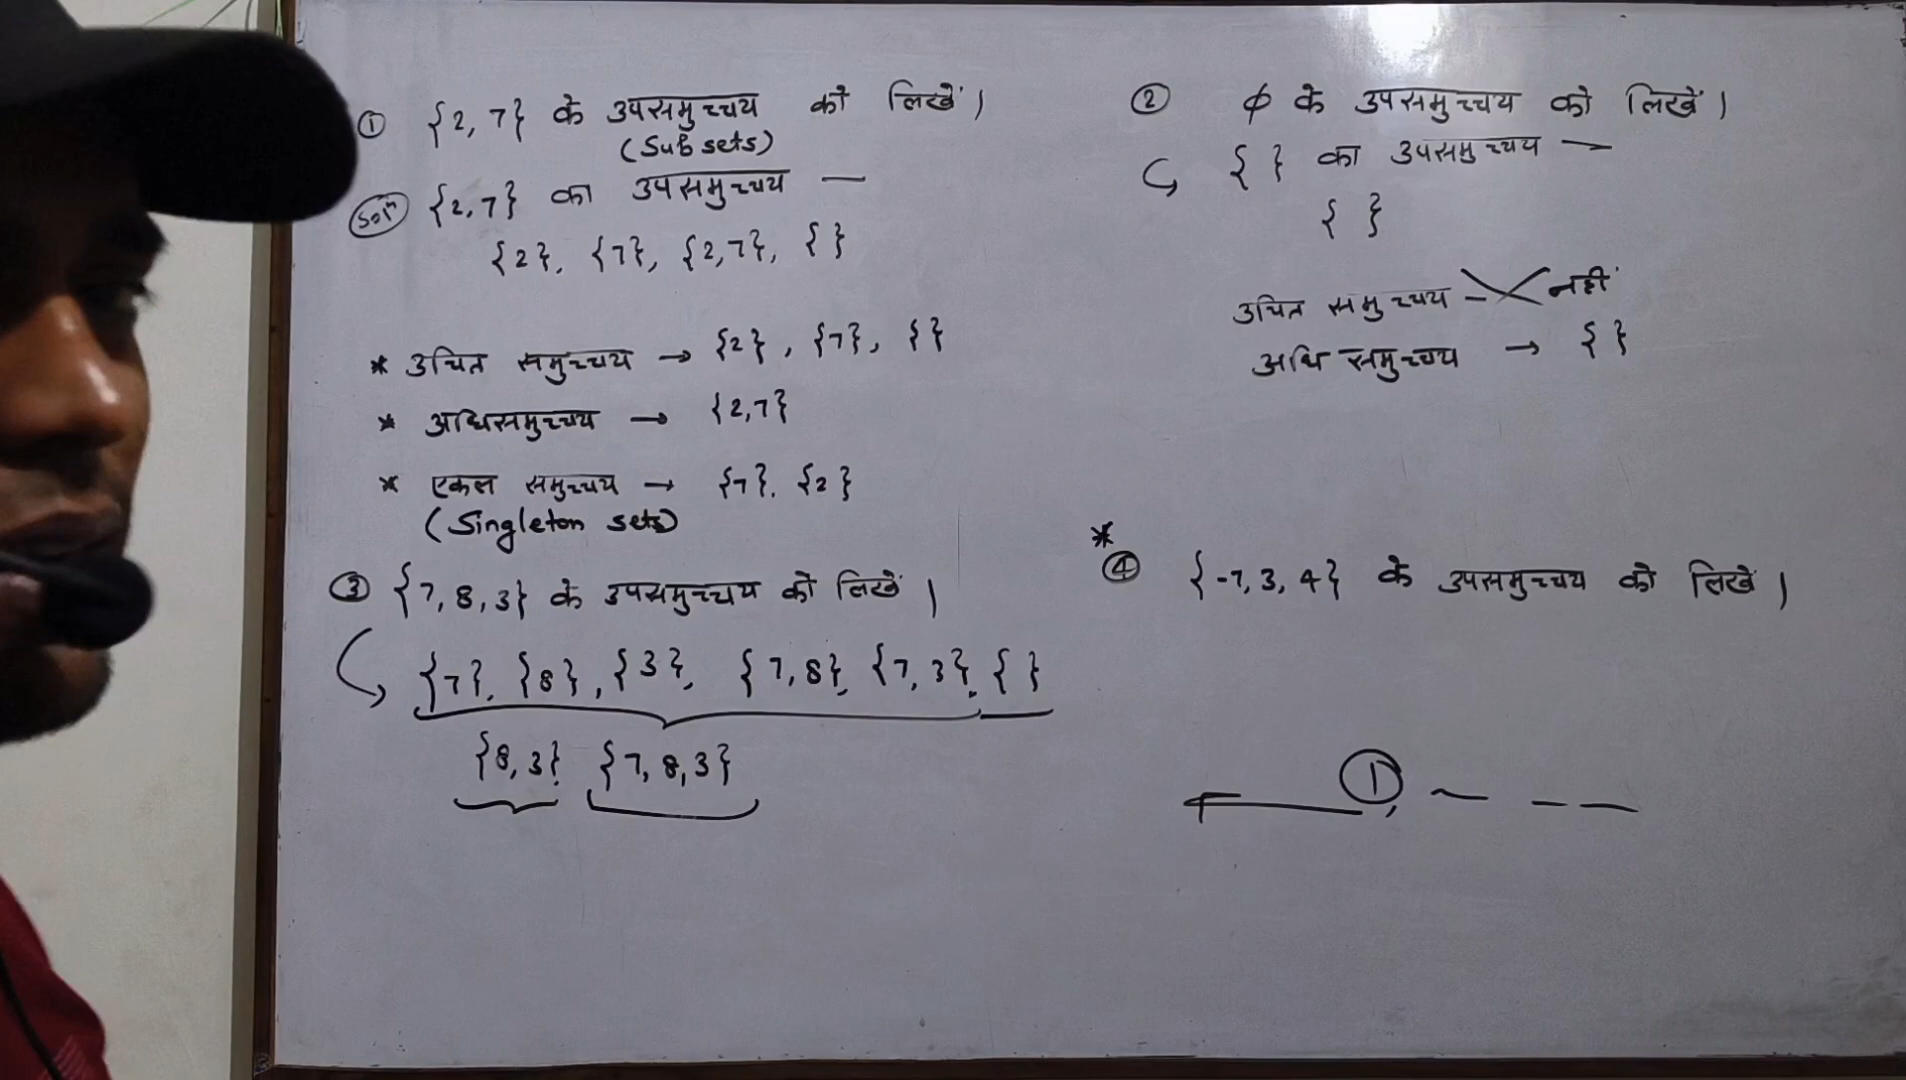 ① {2, 7} के उपसमुच्चय को लिखें।
(Sub sets)
Solⁿ {2,7} का उपसमुच्चय —
{2}, {7}, {2,7}, { }
* उचित समुच्चय → {2}, {7}, { }
* अधिसमुच्चय → {2,7}
* एकल समुच्चय → {7}, {2}
(Singleton sets)
② ϕ के उपसमुच्चय को लिखें।
{ } का उपसमुच्चय —
{ }
उचित समुच्चय — नहीं
अधि समुच्चय → { }
③ {7, 8, 3} के उपसमुच्चय को लिखें।
{7}, {8}, {3}, {7,8}, {7,3}, { }
{8,3}, {7,8,3}
*
④ {-7, 3, 4} के उपसमुच्चय को लिखें।
①